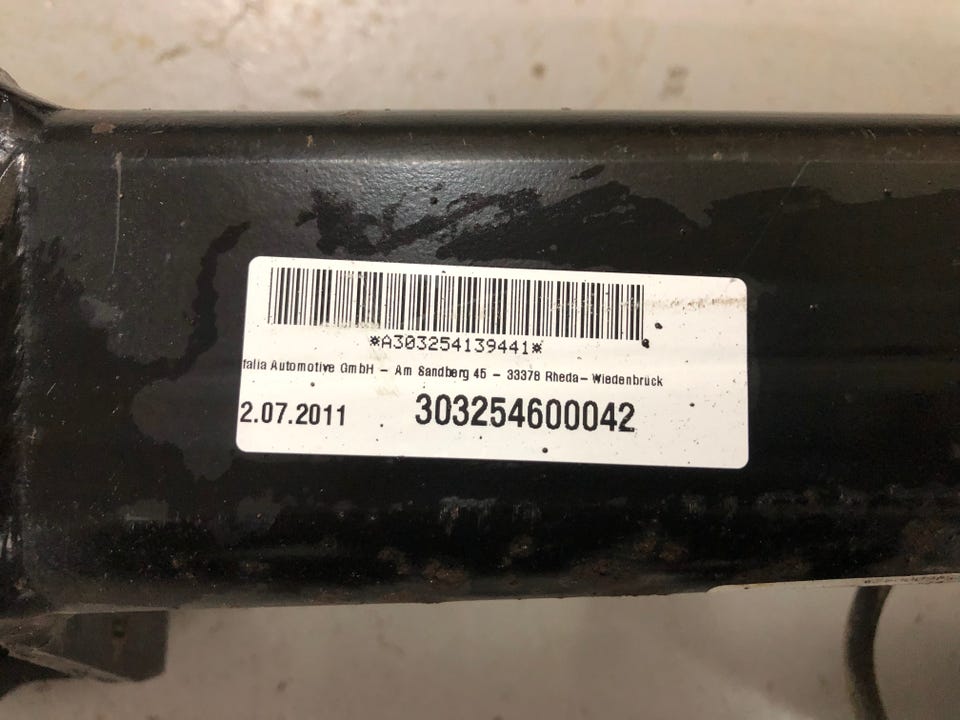 *A303254139441*
falia Automotive GmbH - Am Sandberg 45 - 33378 Rheda-Wiedenbrück
2.07.2011 303254600042